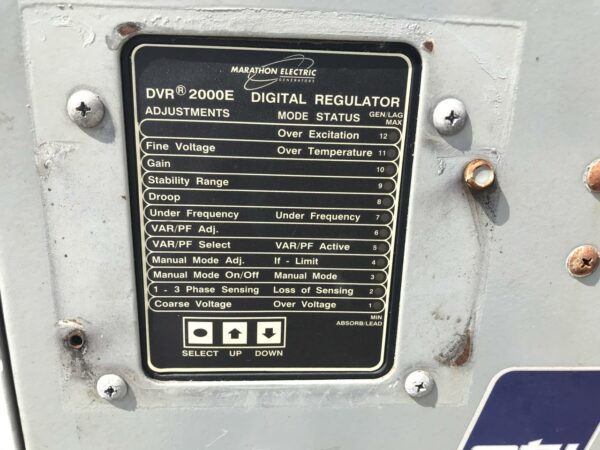 MARATHON ELECTRIC
GENERATORS
DVR® 2000E DIGITAL REGULATOR
ADJUSTMENTS MODE STATUS GEN/LAG MAX
Over Excitation 12
Fine Voltage Over Temperature 11
Gain 10
Stability Range 9
Droop 8
Under Frequency Under Frequency 7
VAR/PF Adj. 6
VAR/PF Select VAR/PF Active 5
Manual Mode Adj. If - Limit 4
Manual Mode On/Off Manual Mode 3
1 - 3 Phase Sensing Loss of Sensing 2
Coarse Voltage Over Voltage 1
MIN
ABSORB/LEAD
SELECT UP DOWN